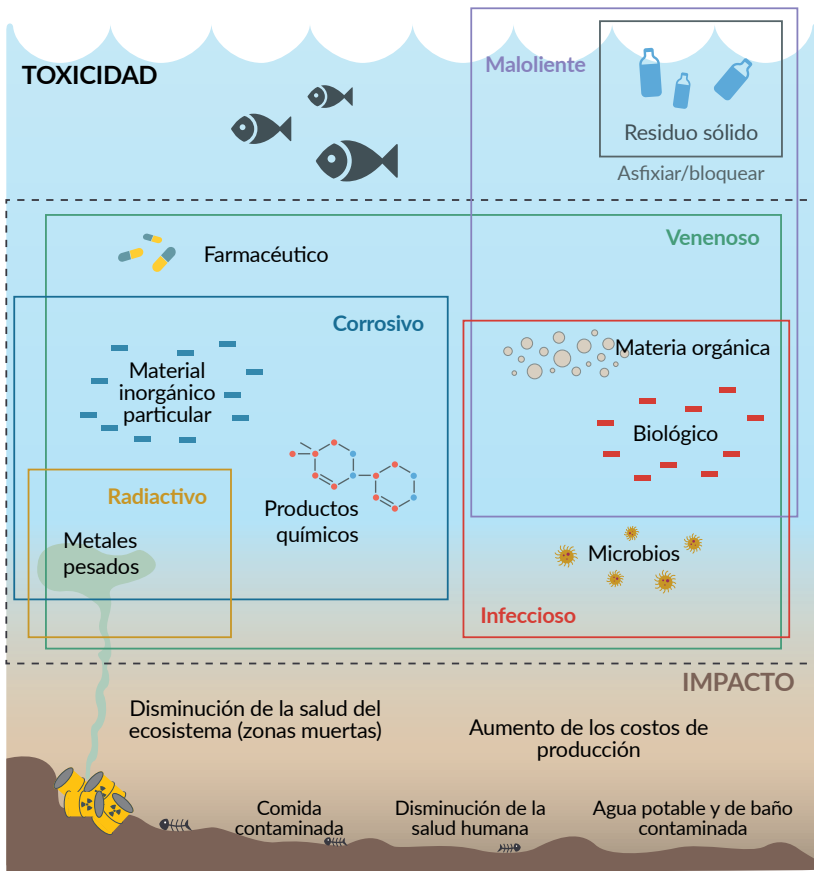 TOXICIDAD
Maloliente
Residuo sólido
Asfixiar/bloquear
Venenoso
Farmacéutico
Corrosivo
Material
inorgánico
particular
Materia orgánica
Biológico
Radiactivo
Productos
químicos
Metales
pesados
Microbios
Infeccioso
IMPACTO
Disminución de la salud del
ecosistema (zonas muertas)
Aumento de los costos de
producción
Comida
contaminada
Disminución de la
salud humana
Agua potable y de baño
contaminada